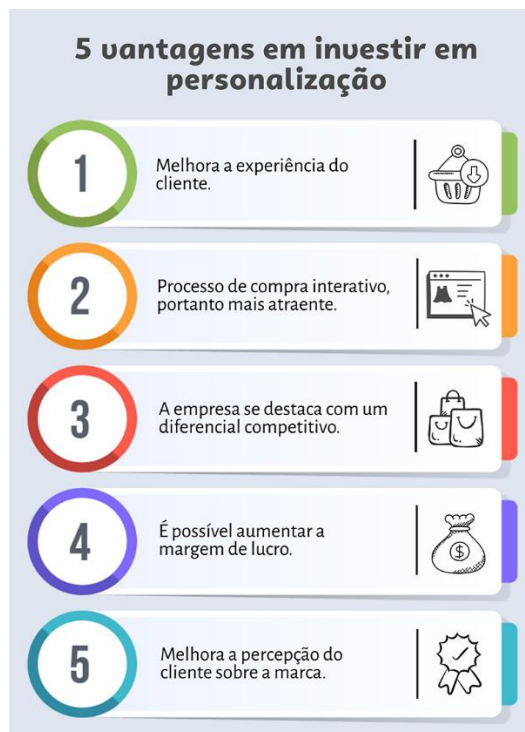 5 vantagens em investir em
personalização
1
Melhora a experiência do
cliente.
2
Processo de compra interativo,
portanto mais atraente.
3
A empresa se destaca com um
diferencial competitivo.
4
É possível aumentar a
margem de lucro.
$
5
Melhora a percepção do
cliente sobre a marca.